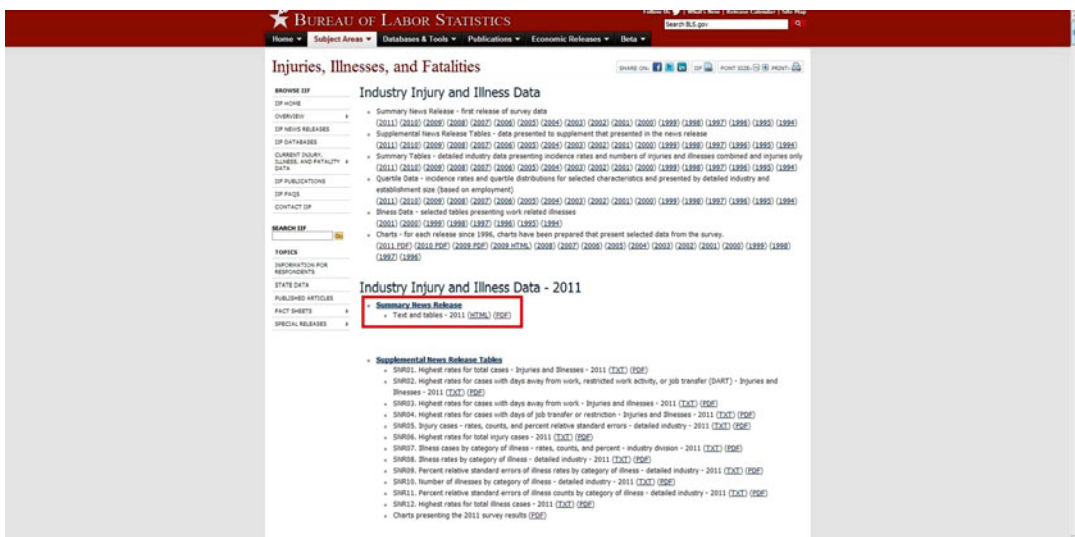 Follow Us | What's New | Release Calendar | Site Map
BUREAU OF LABOR STATISTICS
Search BLS.gov
Home Subject Areas Databases & Tools Publications Economic Releases Beta
Injuries, Illnesses, and Fatalities
SHARE ON: IIF FONT SIZE: PRINT:
BROWSE IIF
IIF HOME
OVERVIEW
IIF NEWS RELEASES
IIF DATABASES
CURRENT INJURY,
ILLNESS, AND FATALITY
DATA
IIF PUBLICATIONS
IIF FAQS
CONTACT IIF
SEARCH IIF
TOPICS
INFORMATION FOR
RESPONDENTS
STATE DATA
PUBLISHED ARTICLES
FACT SHEETS
SPECIAL RELEASES
Industry Injury and Illness Data
Summary News Release - first release of survey data
(2011) (2010) (2009) (2008) (2007) (2006) (2005) (2004) (2003) (2002) (2001) (2000) (1999) (1998) (1997) (1996) (1995) (1994)
Supplemental News Release Tables - data presented to supplement that presented in the news release
(2011) (2010) (2009) (2008) (2007) (2006) (2005) (2004) (2003) (2002) (2001) (2000) (1999) (1998) (1997) (1996) (1995) (1994)
Summary Tables - detailed industry data presenting incidence rates and numbers of injuries and illnesses combined and injuries only
(2011) (2010) (2009) (2008) (2007) (2006) (2005) (2004) (2003) (2002) (2001) (2000) (1999) (1998) (1997) (1996) (1995) (1994)
Quartile Data - incidence rates and quartile distributions for selected characteristics and presented by detailed industry and
establishment size (based on employment)
(2011) (2010) (2009) (2008) (2007) (2006) (2005) (2004) (2003) (2002) (2001) (2000) (1999) (1998) (1997) (1996) (1995) (1994)
Illness Data - selected tables presenting work related illnesses
(2001) (2000) (1999) (1998) (1997) (1996) (1995) (1994)
Charts - for each release since 1996, charts have been prepared that present selected data from the survey.
(2011 PDF) (2010 PDF) (2009 PDF) (2009 HTML) (2008) (2007) (2006) (2005) (2004) (2003) (2002) (2001) (2000) (1999) (1998)
(1997) (1996)
Industry Injury and Illness Data - 2011
Summary News Release
Text and tables - 2011 (HTML) (PDF)
Supplemental News Release Tables
SNR01. Highest rates for total cases - Injuries and Illnesses - 2011 (TXT) (PDF)
SNR02. Highest rates for cases with days away from work, restricted work activity, or job transfer (DART) - Injuries and
Illnesses - 2011 (TXT) (PDF)
SNR03. Highest rates for cases with days away from work - Injuries and illnesses - 2011 (TXT) (PDF)
SNR04. Highest rates for cases with days of job transfer or restriction - Injuries and Illnesses - 2011 (TXT) (PDF)
SNR05. Injury cases - rates, counts, and percent relative standard errors - detailed industry - 2011 (TXT) (PDF)
SNR06. Highest rates for total injury cases - 2011 (TXT) (PDF)
SNR07. Illness cases by category of illness - rates, counts, and percent - industry division - 2011 (TXT) (PDF)
SNR08. Illness rates by category of illness - detailed industry - 2011 (TXT) (PDF)
SNR09. Percent relative standard errors of illness rates by category of illness - detailed industry - 2011 (TXT) (PDF)
SNR10. Number of illnesses by category of illness - detailed industry - 2011 (TXT) (PDF)
SNR11. Percent relative standard errors of illness counts by category of illness - detailed industry - 2011 (TXT) (PDF)
SNR12. Highest rates for total illness cases - 2011 (TXT) (PDF)
Charts presenting the 2011 survey results (PDF)